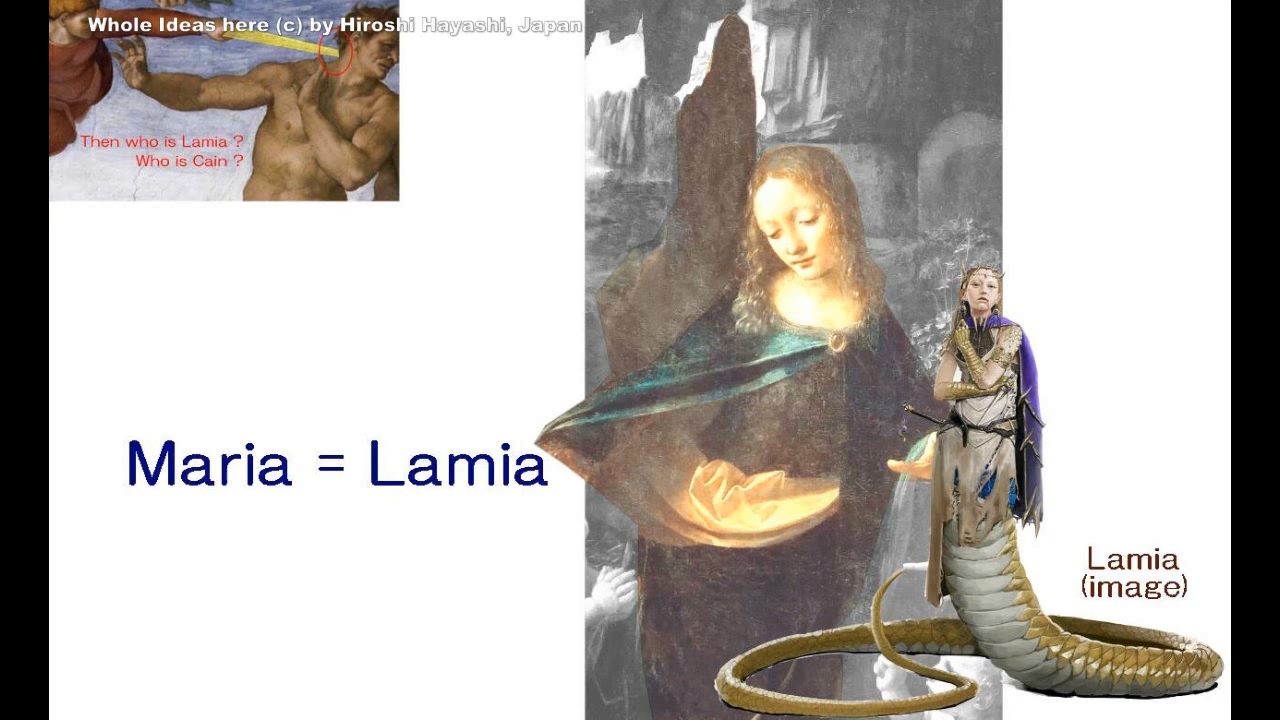 Whole Ideas here (c) by Hiroshi Hayashi, Japan
Then who is Lamia ?
Who is Cain ?
Maria = Lamia
Lamia
(image)